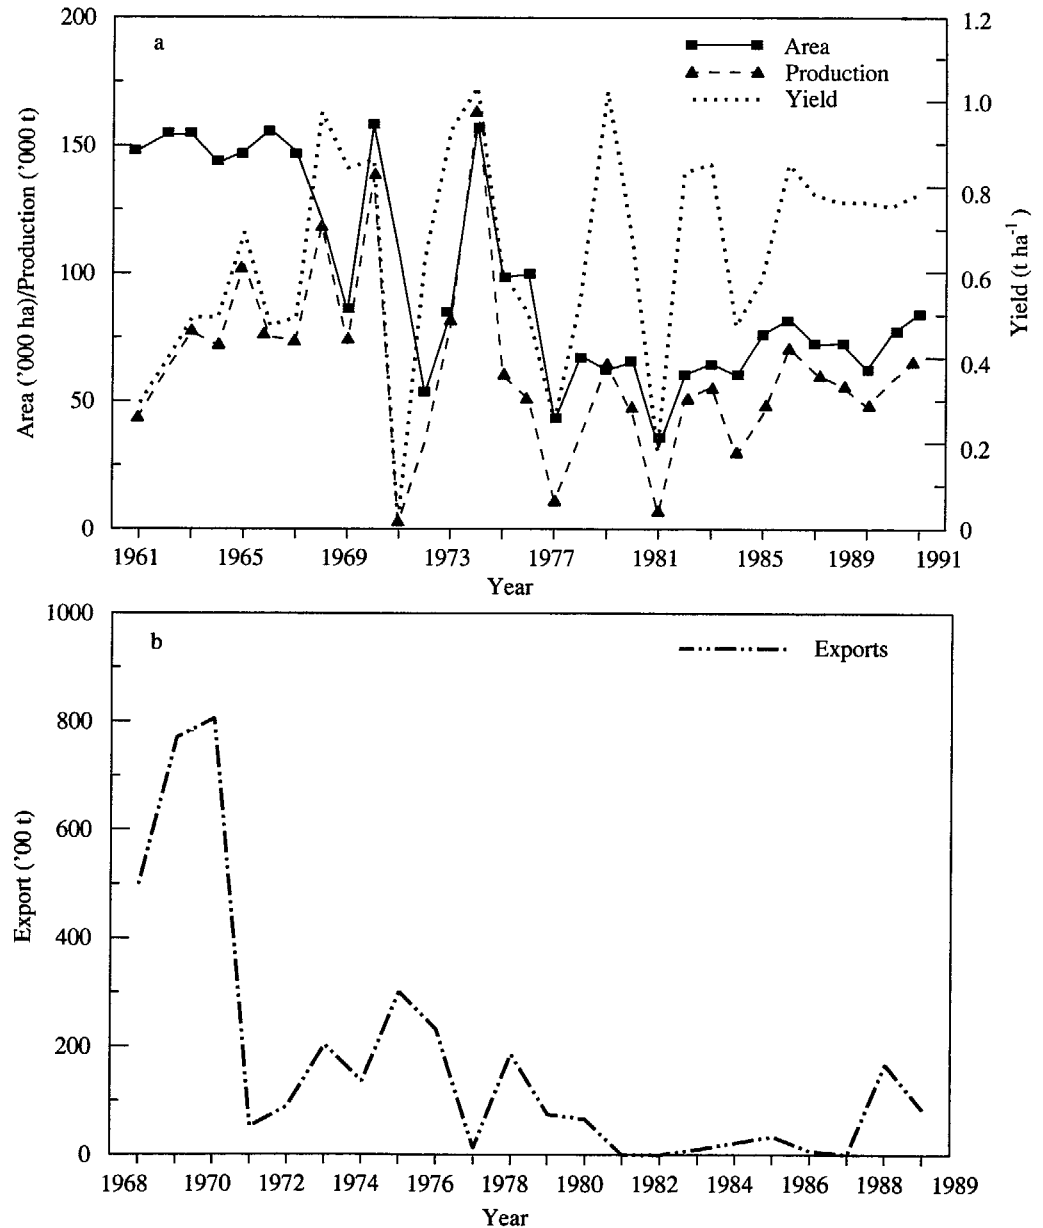 a
Area
Production
Yield
200
150
100
50
0
Area ('000 ha)/Production ('000 t)
1.2
1.0
0.8
0.6
0.4
0.2
0
Yield (t ha-1)
1961 1965 1969 1973 1977 1981 1985 1989 1991
Year
b
Exports
1000
800
600
400
200
0
Export ('00 t)
1968 1970 1972 1974 1976 1978 1980 1982 1984 1986 1988 1989
Year